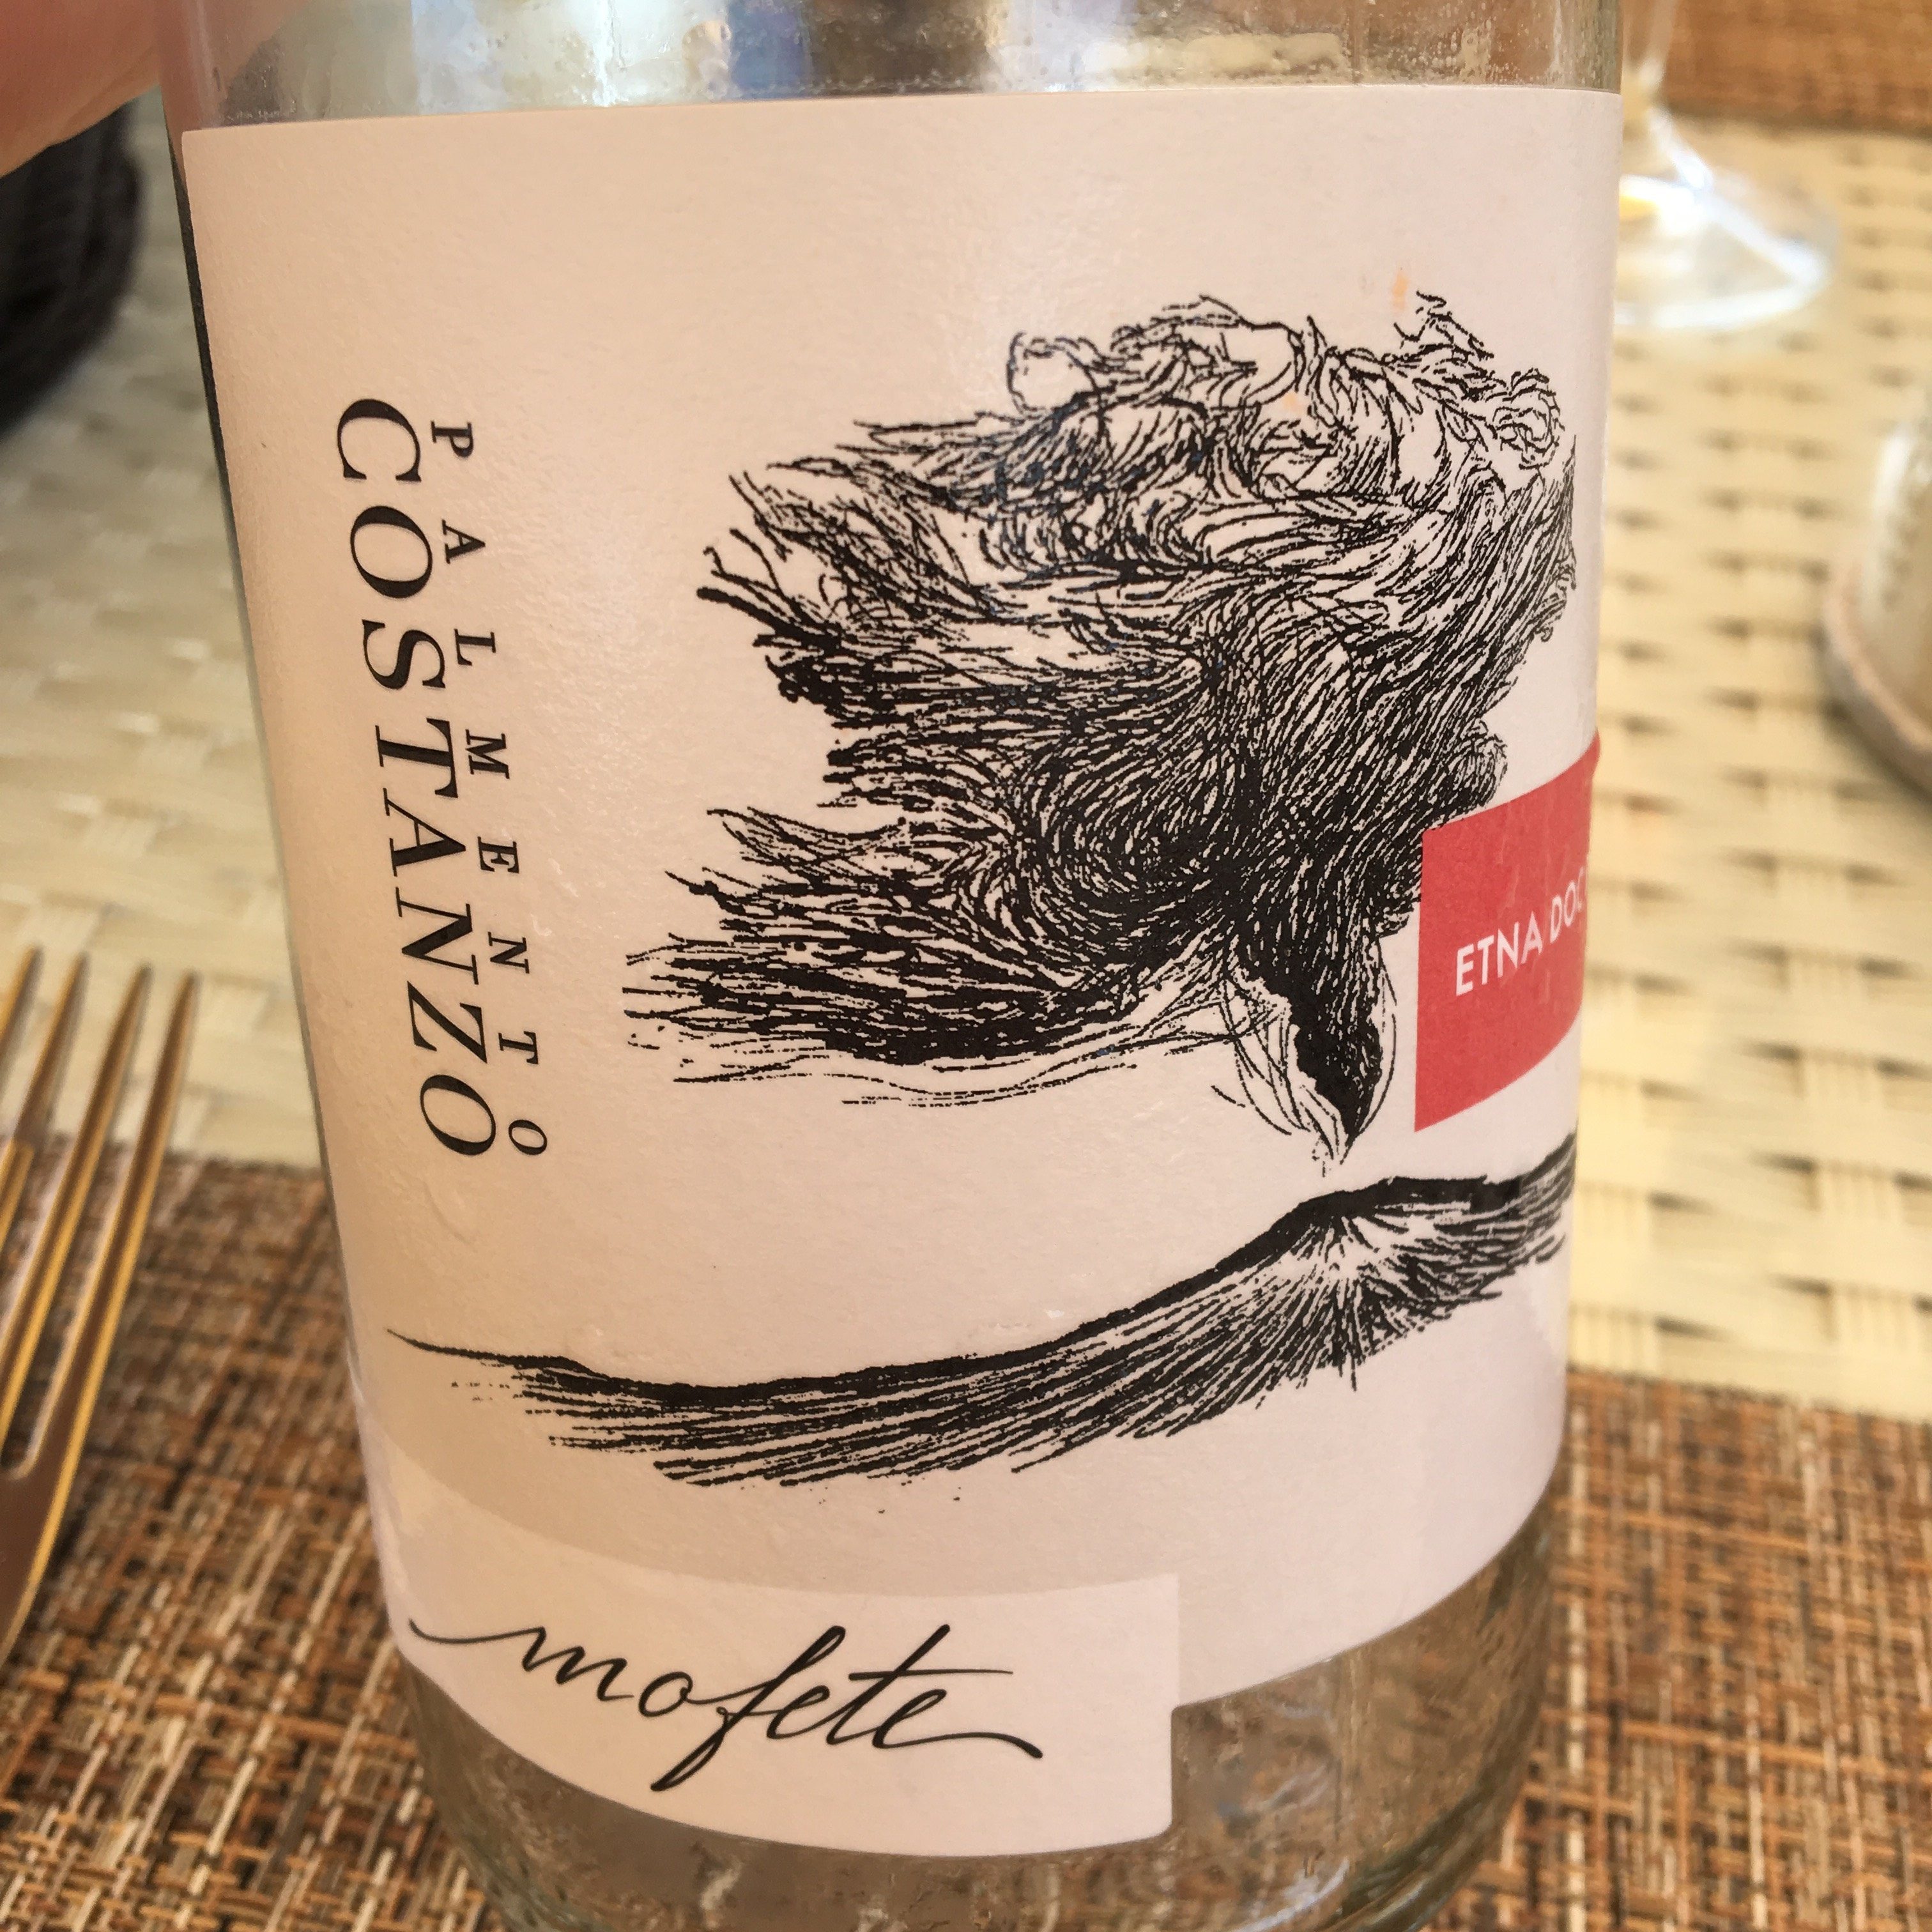 PALMENTO
COSTANZO
ETNA DOC
mofete